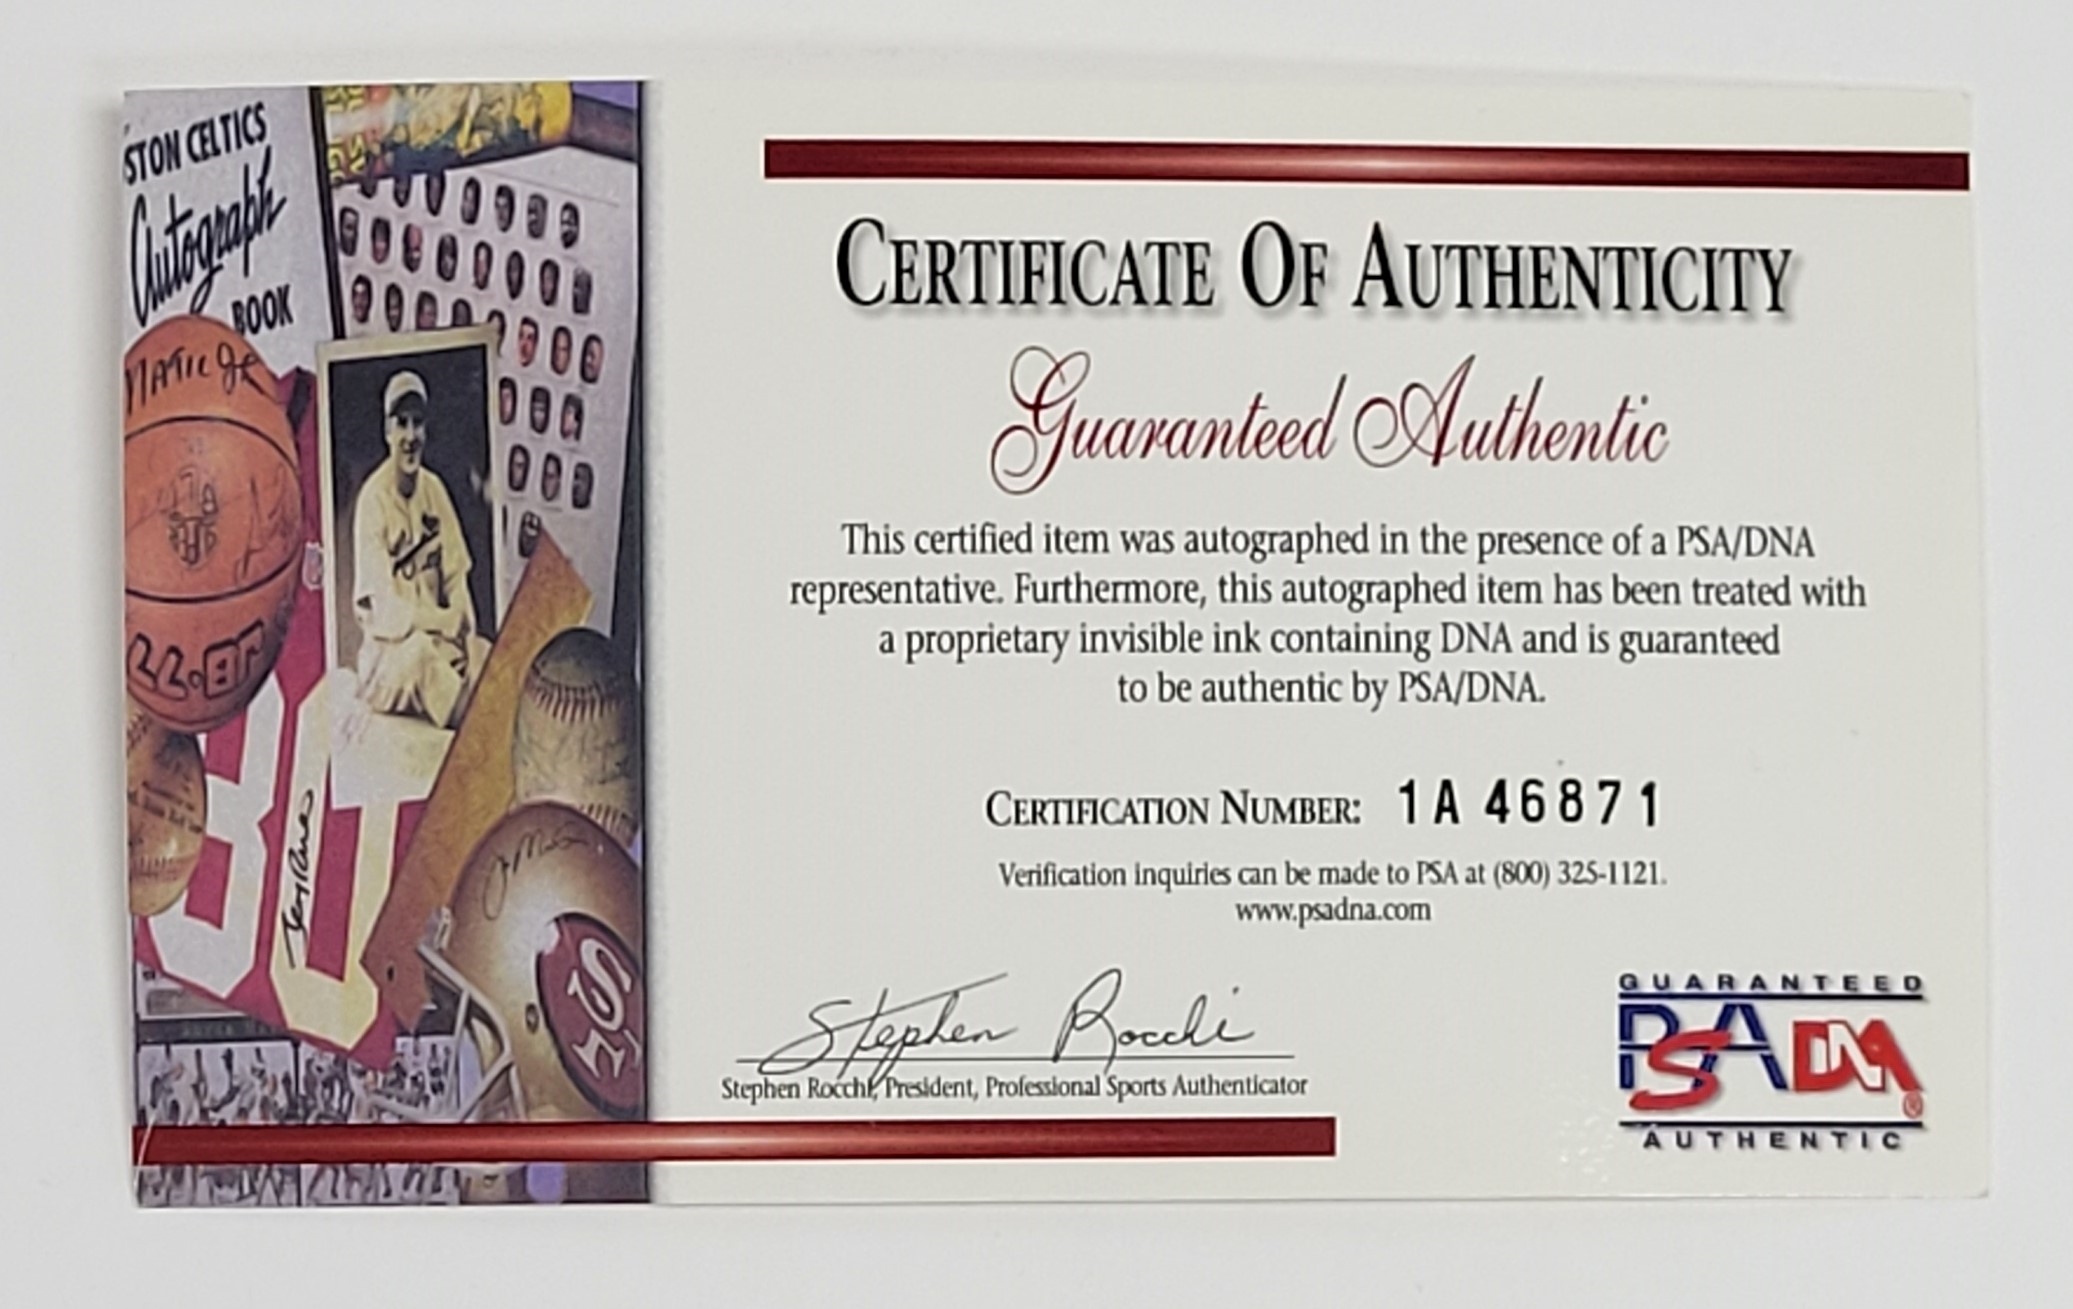 STON CELTICS
Autograph
BOOK
80
CERTIFICATE OF AUTHENTICITY
Guaranteed Authentic
This certified item was autographed in the presence of a PSA/DNA
representative. Furthermore, this autographed item has been treated with
a proprietary invisible ink containing DNA and is guaranteed
to be authentic by PSA/DNA.
CERTIFICATION NUMBER: 1A 46871
Verification inquiries can be made to PSA at (800) 325-1121.
www.psadna.com
Stephen Rocchi
Stephen Rocchi, President, Professional Sports Authenticator
GUARANTEED
PSA DNA ®
AUTHENTIC